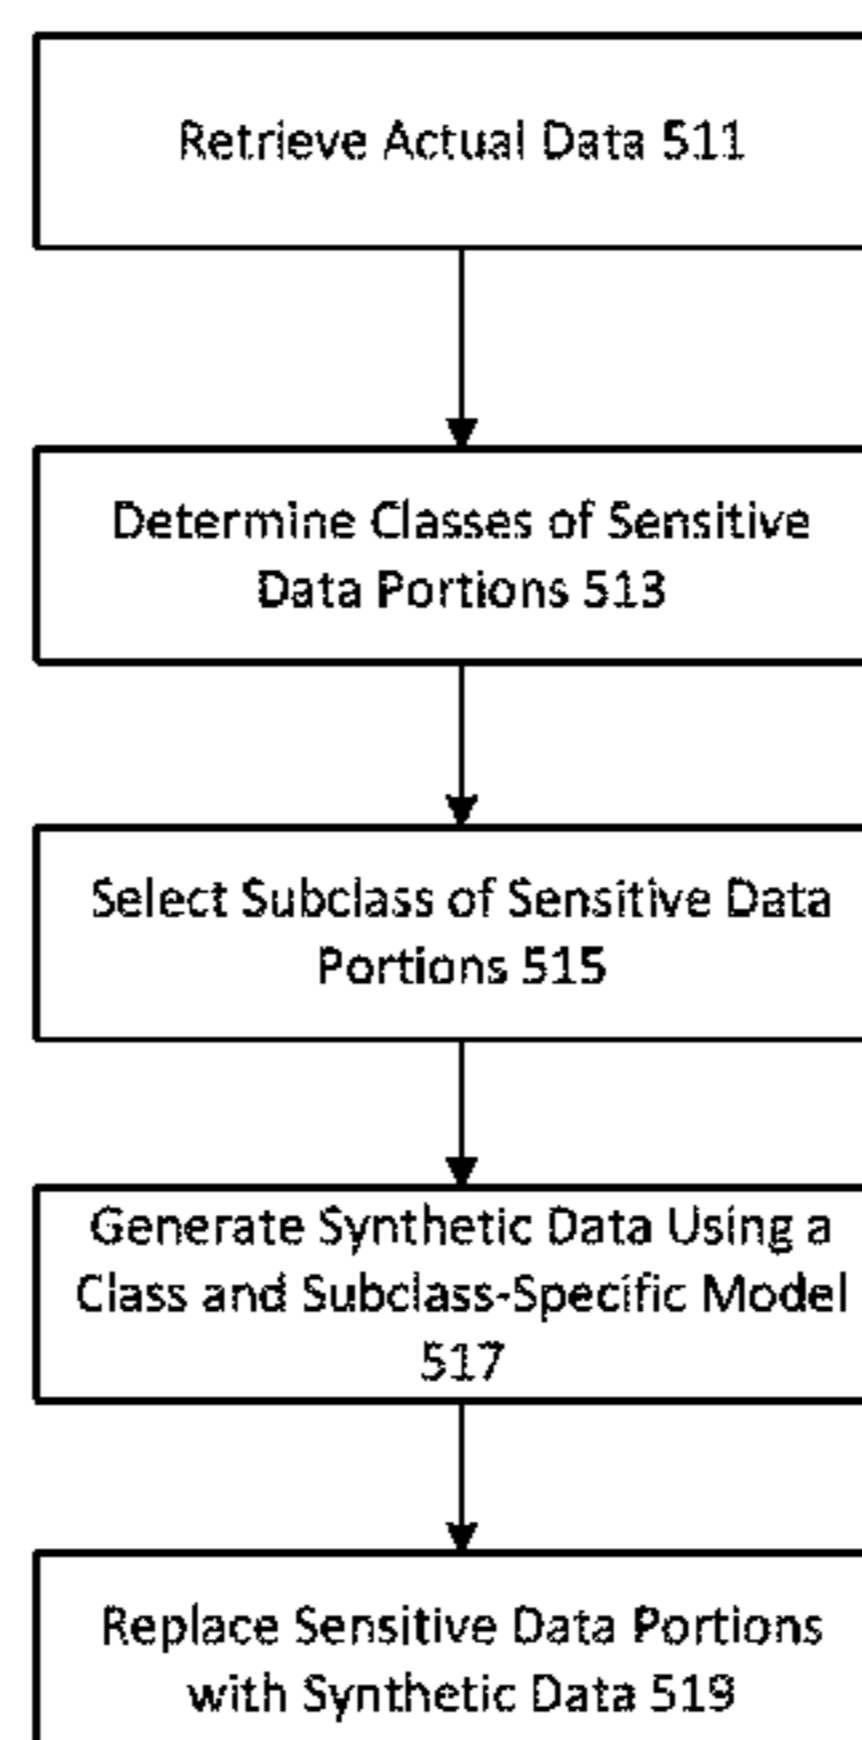 Retrieve Actual Data 511
Determine Classes of Sensitive
Data Portions 513
Select Subclass of Sensitive Data
Portions 515
Generate Synthetic Data Using a
Class and Subclass-Specific Model
517
Replace Sensitive Data Portions
with Synthetic Data 519